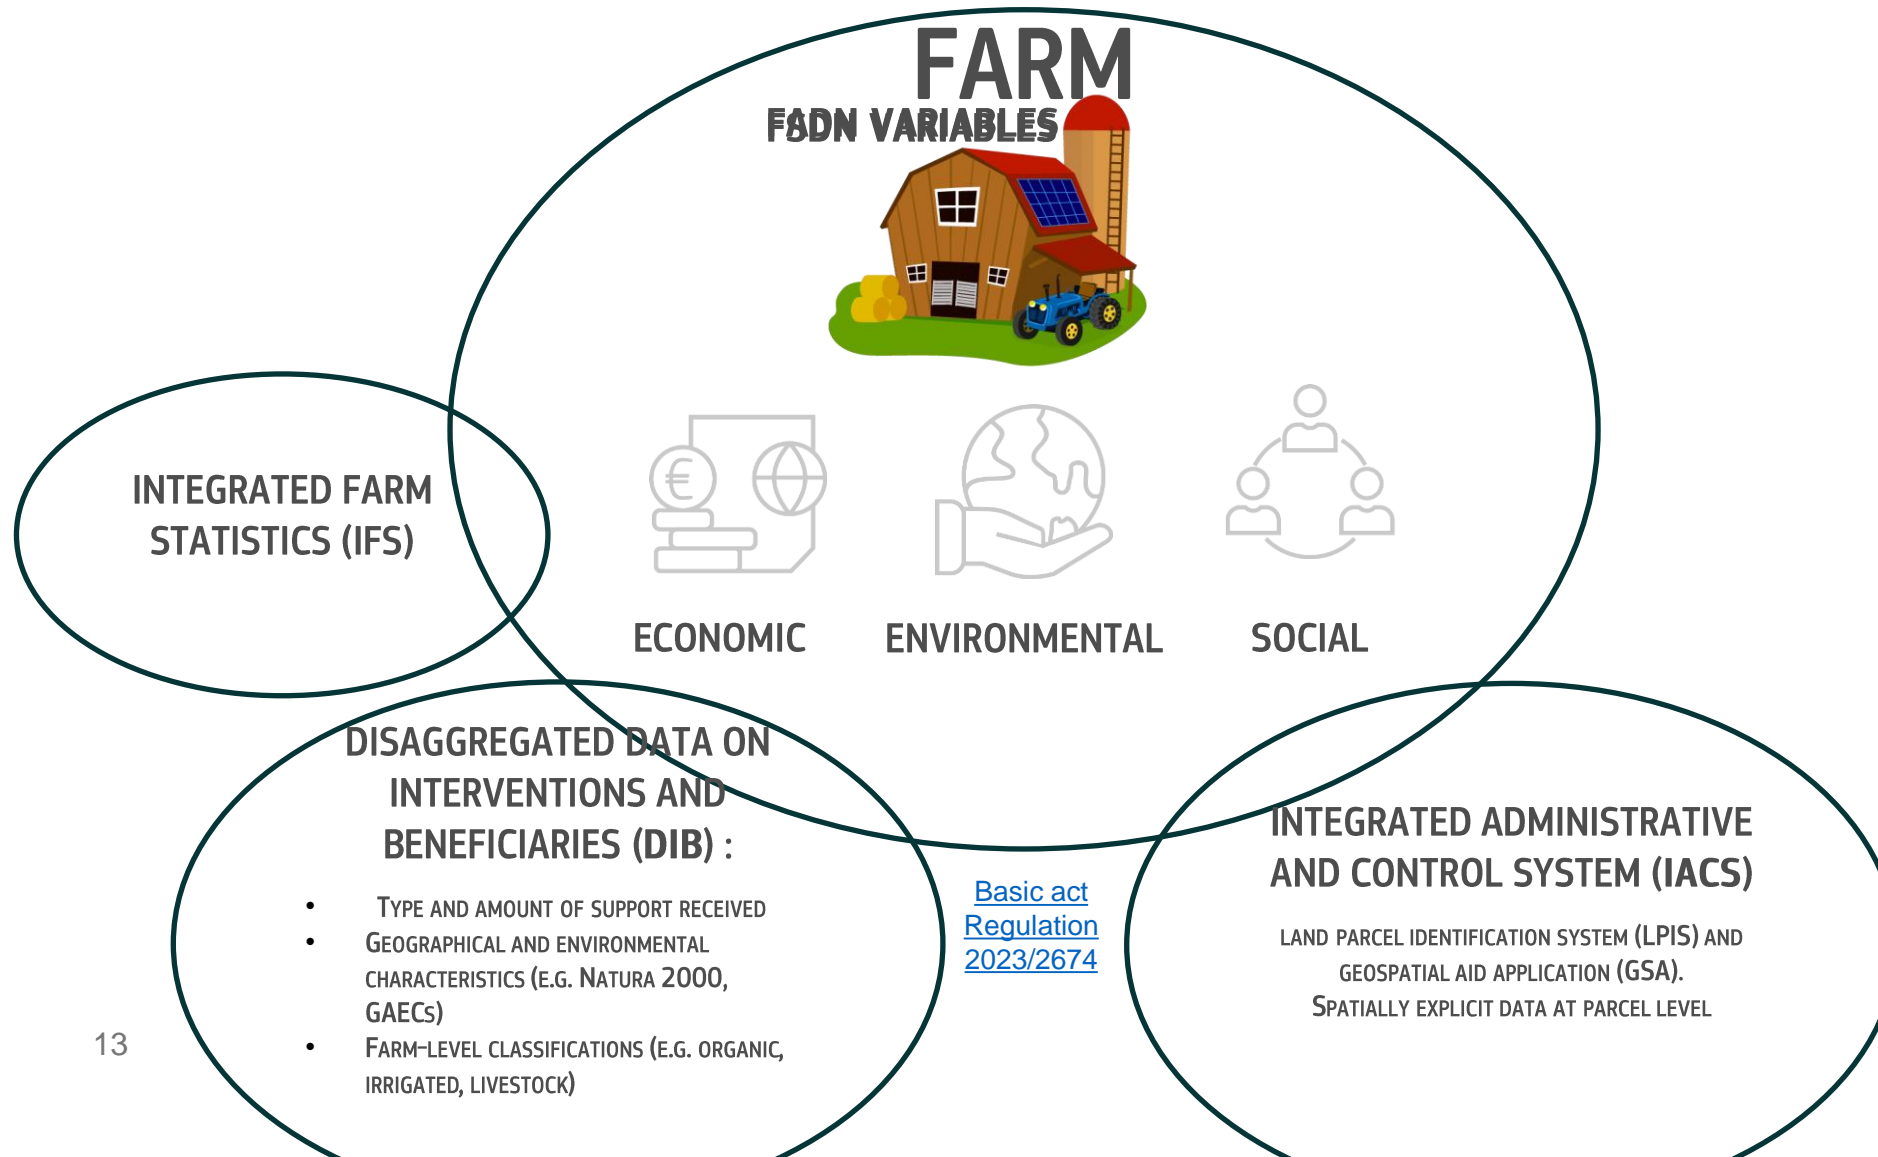 FARM
FSDN VARIABLES
INTEGRATED FARM
STATISTICS (IFS)
€
ECONOMIC
ENVIRONMENTAL
SOCIAL
DISAGGREGATED DATA ON
INTERVENTIONS AND
BENEFICIARIES (DIB) :
• TYPE AND AMOUNT OF SUPPORT RECEIVED
• GEOGRAPHICAL AND ENVIRONMENTAL
CHARACTERISTICS (E.G. NATURA 2000,
GAECS)
• FARM-LEVEL CLASSIFICATIONS (E.G. ORGANIC,
IRRIGATED, LIVESTOCK)
Basic act
Regulation
2023/2674
INTEGRATED ADMINISTRATIVE
AND CONTROL SYSTEM (IACS)
LAND PARCEL IDENTIFICATION SYSTEM (LPIS) AND
GEOSPATIAL AID APPLICATION (GSA).
SPATIALLY EXPLICIT DATA AT PARCEL LEVEL
13